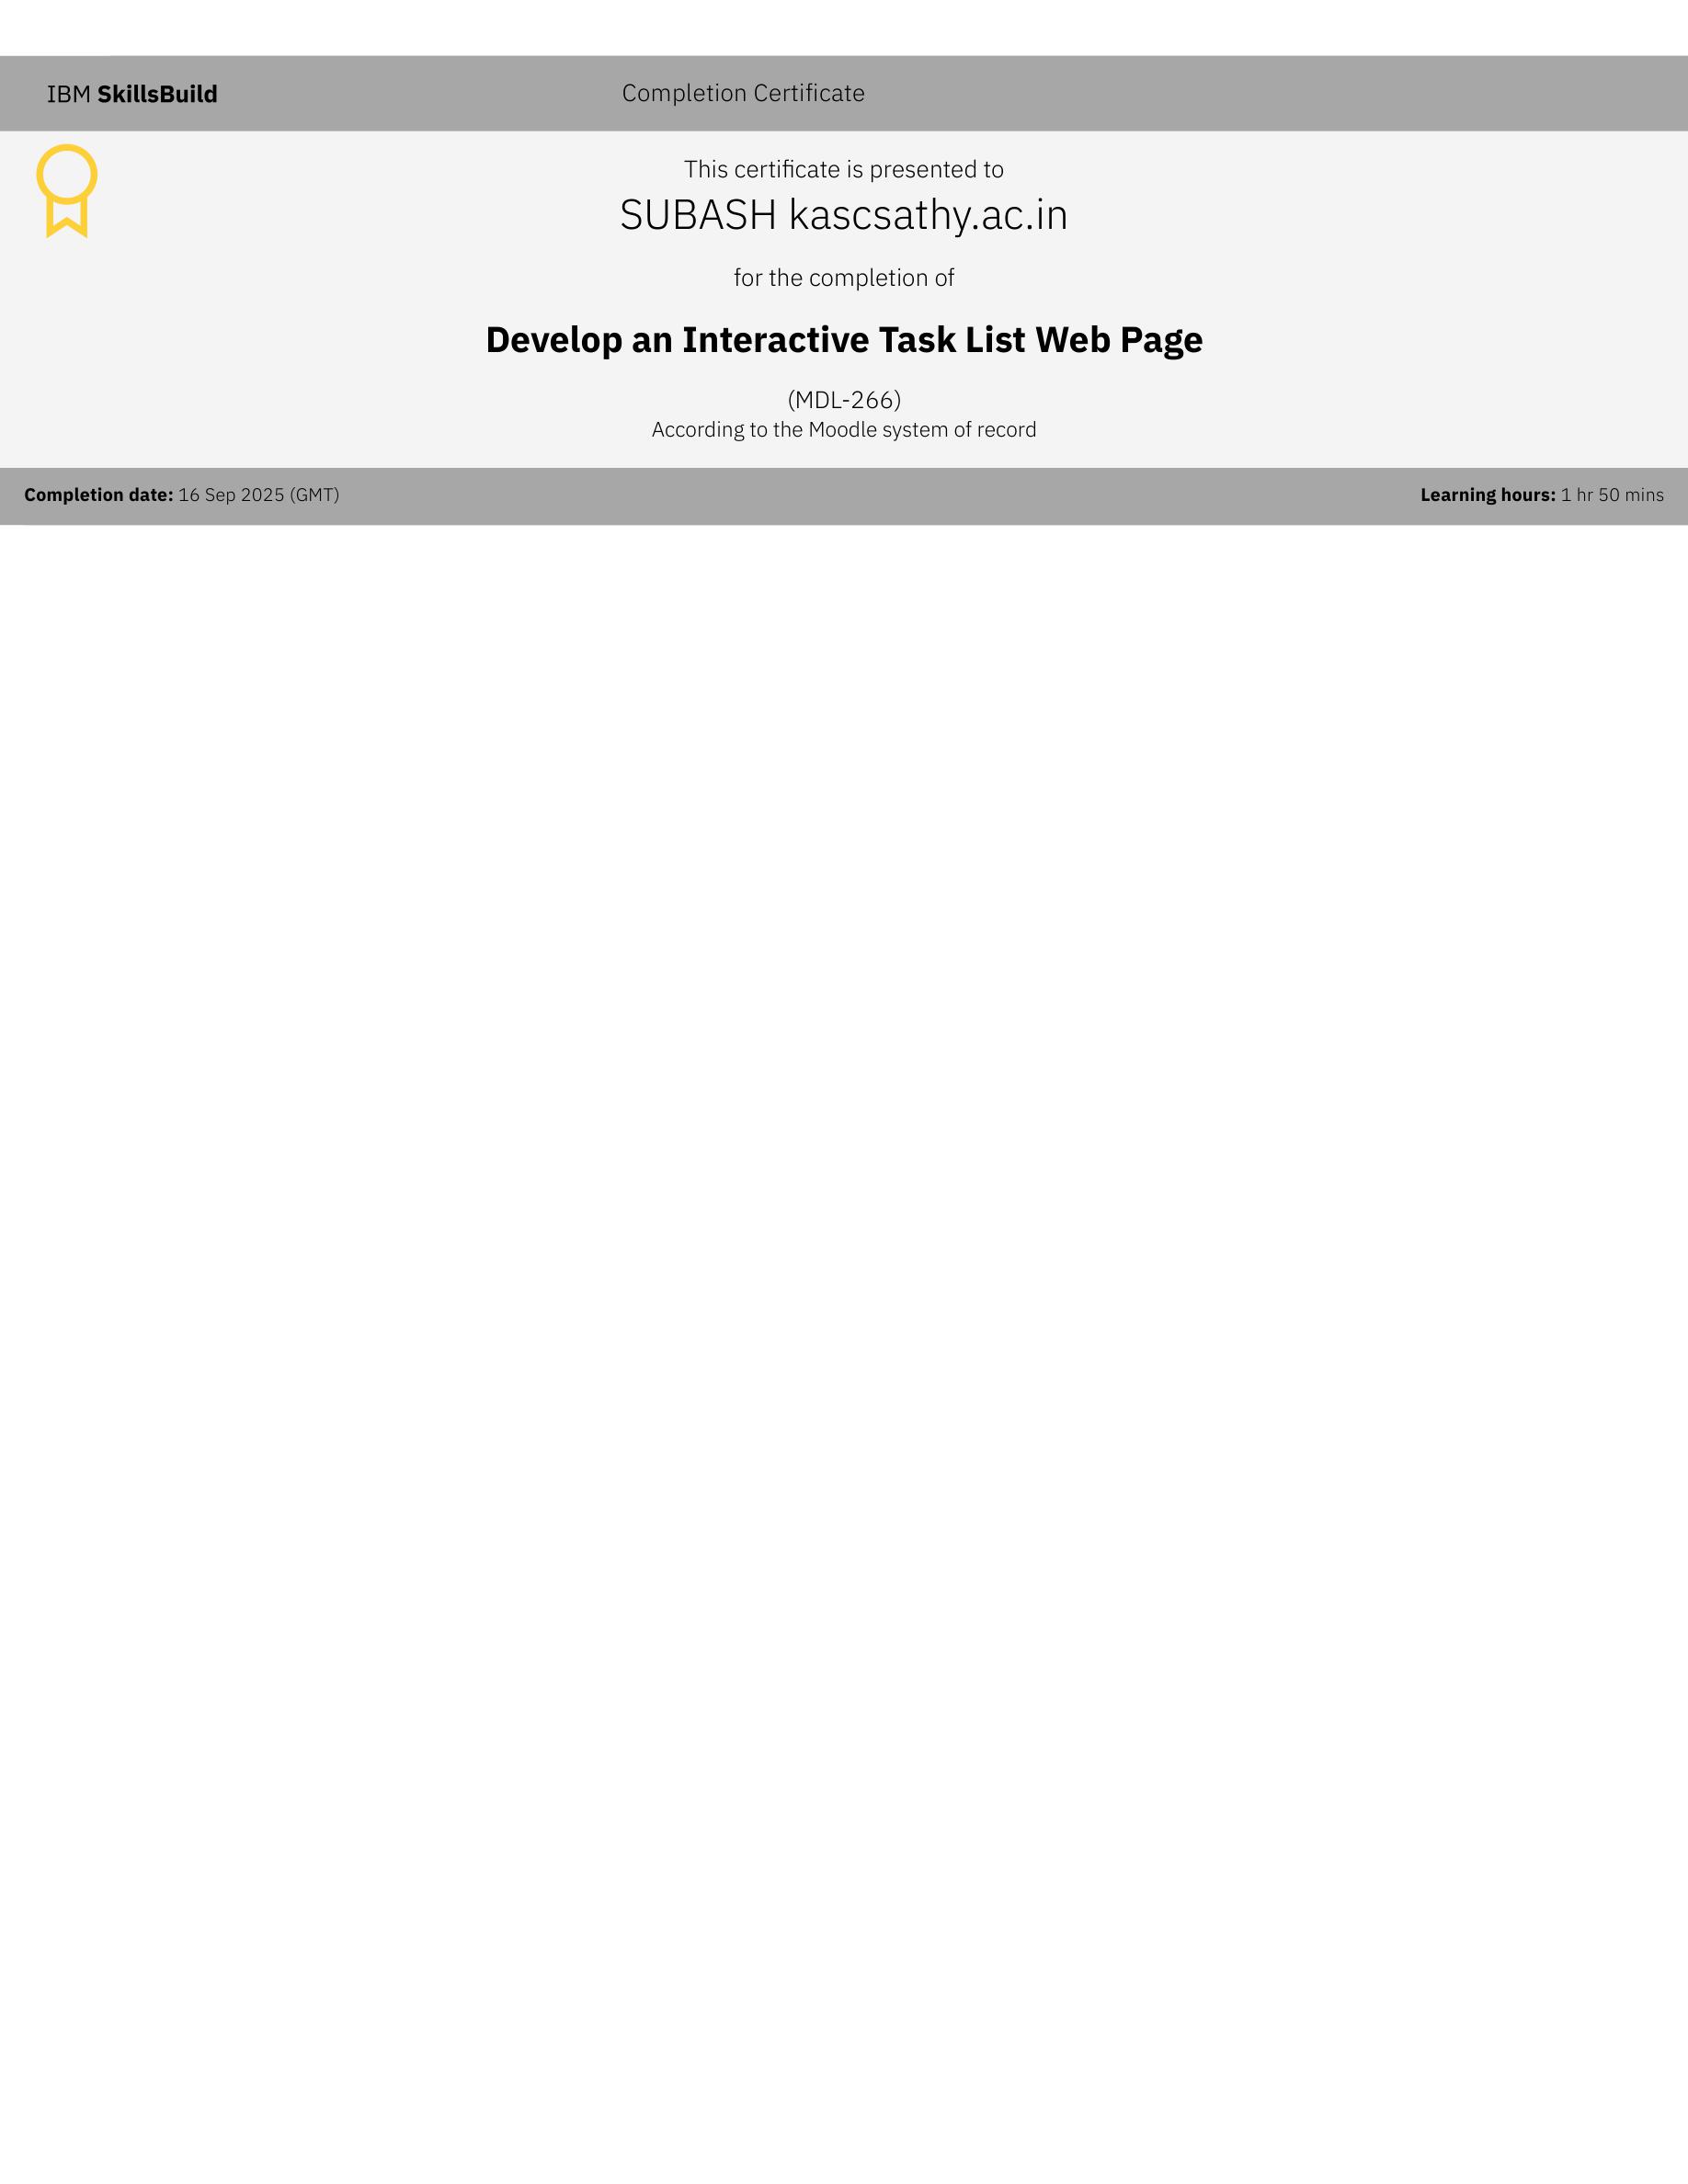 IBM SkillsBuild
Completion Certificate
This certificate is presented to
SUBASH kascsathy.ac.in
for the completion of
Develop an Interactive Task List Web Page
(MDL-266)
According to the Moodle system of record
Completion date: 16 Sep 2025 (GMT)
Learning hours: 1 hr 50 mins